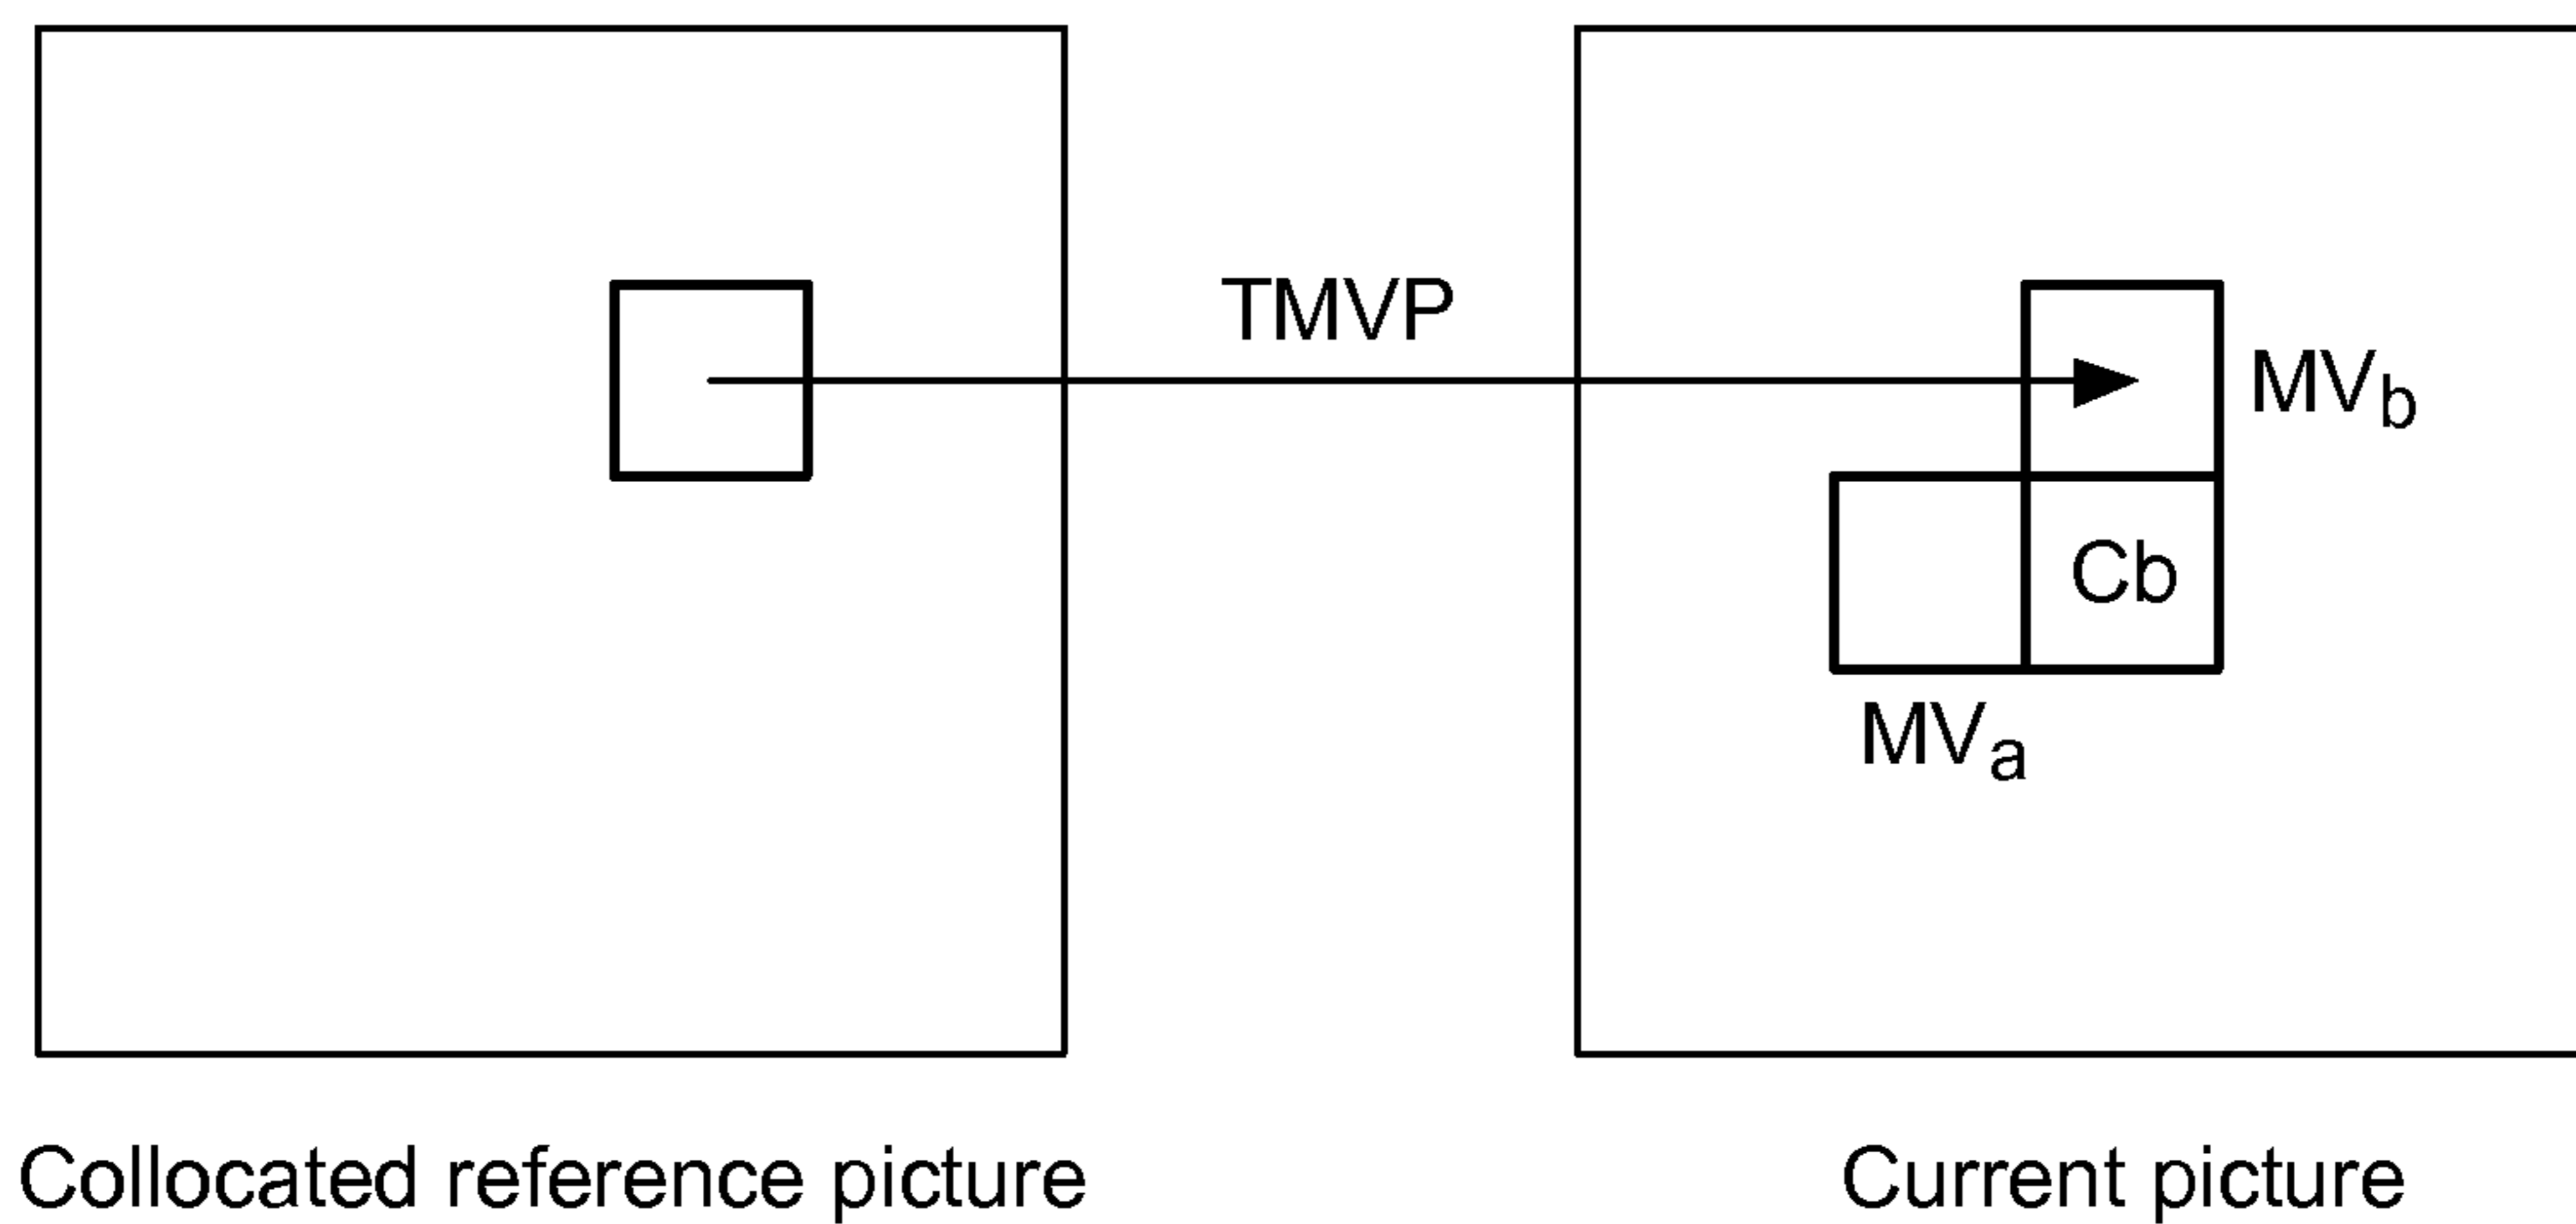 TMVP
MVb
Cb
MVa
Collocated reference picture
Current picture